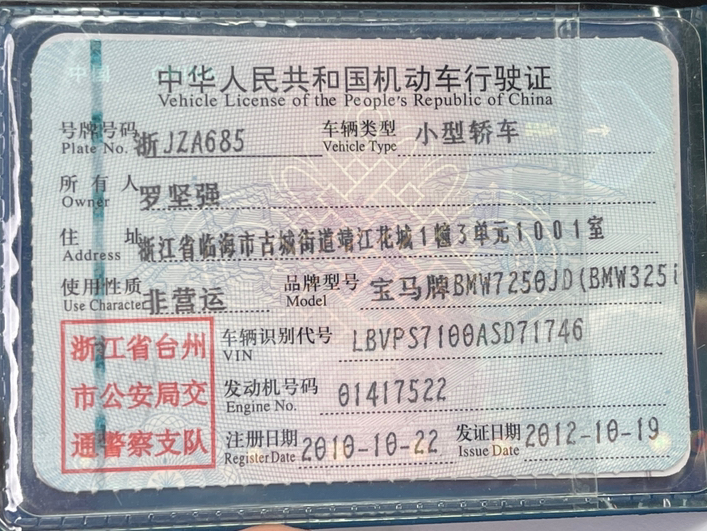 中华人民共和国机动车行驶证
Vehicle License of the People's Republic of China
号牌号码 浙JZA685 车辆类型 小型轿车
Plate No. Vehicle Type
所有人 罗坚强
Owner
住址 浙江省临海市古城街道靖江花城1幢3单元1001室
Address
使用性质 非营运 品牌型号 宝马牌BMW7250JD(BMW325i
Use Character Model
浙江省台州
市公安局交
通警察支队
车辆识别代号 LBVPS7100ASD71746
VIN
发动机号码 01417522
Engine No.
注册日期 2010-10-22 发证日期 2012-10-19
Register Date Issue Date